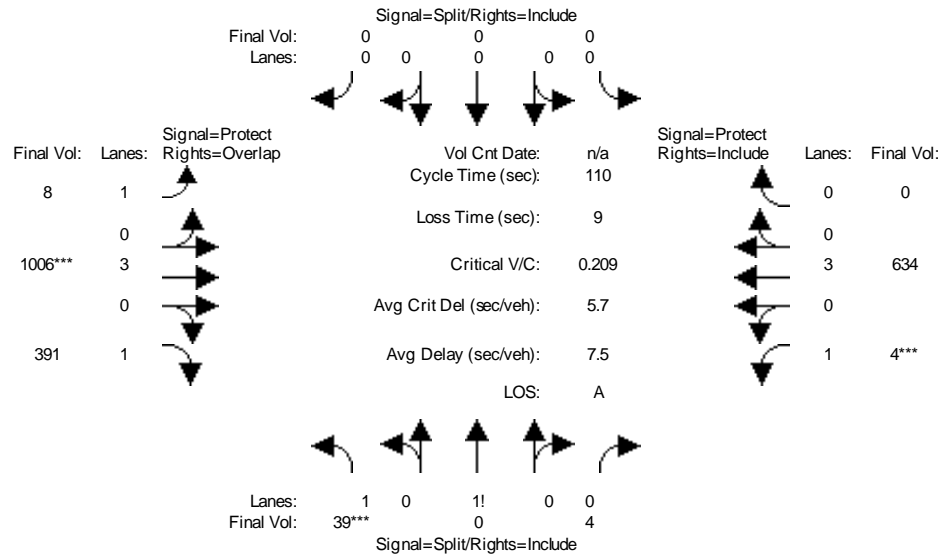 Signal=Split/Rights=Include
Final Vol: 0 0 0
Lanes: 0 0 0 0 0
Signal=Protect Signal=Protect
Final Vol: Lanes: Rights=Overlap Vol Cnt Date: n/a Rights=Include Lanes: Final Vol:
Cycle Time (sec): 110
8 1 0 0
Loss Time (sec): 9
0 0
1006*** 3 Critical V/C: 0.209 3 634
0 Avg Crit Del (sec/veh): 5.7 0
391 1 Avg Delay (sec/veh): 7.5 1 4***
LOS: A
Lanes: 1 0 1! 0 0
Final Vol: 39*** 0 4
Signal=Split/Rights=Include